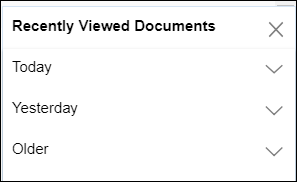 Recently Viewed Documents
Today
Yesterday
Older